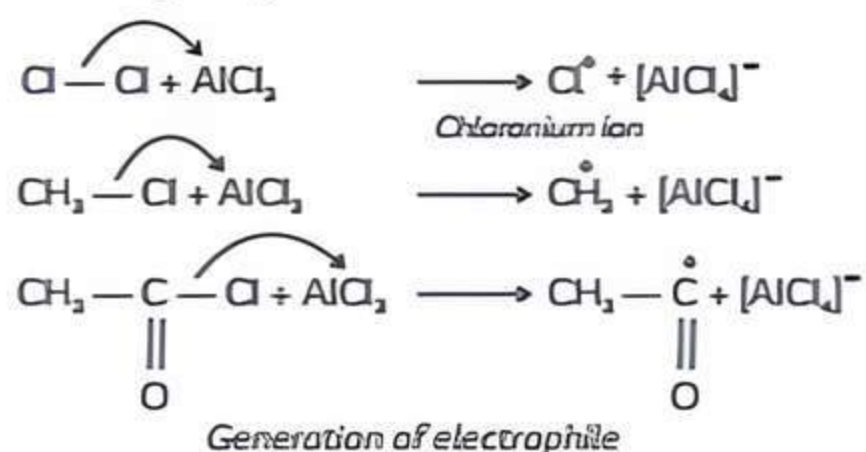 Cl — Cl + AlCl₃ ⟶ Cl⁺ + [AlCl₄]⁻
Chloronium ion
CH₃ — Cl + AlCl₃ ⟶ CH₃⁺ + [AlCl₄]⁻
CH₃ — C — Cl + AlCl₃ ⟶ CH₃ — C⁺ + [AlCl₄]⁻
|| ||
O O
Generation of electrophile